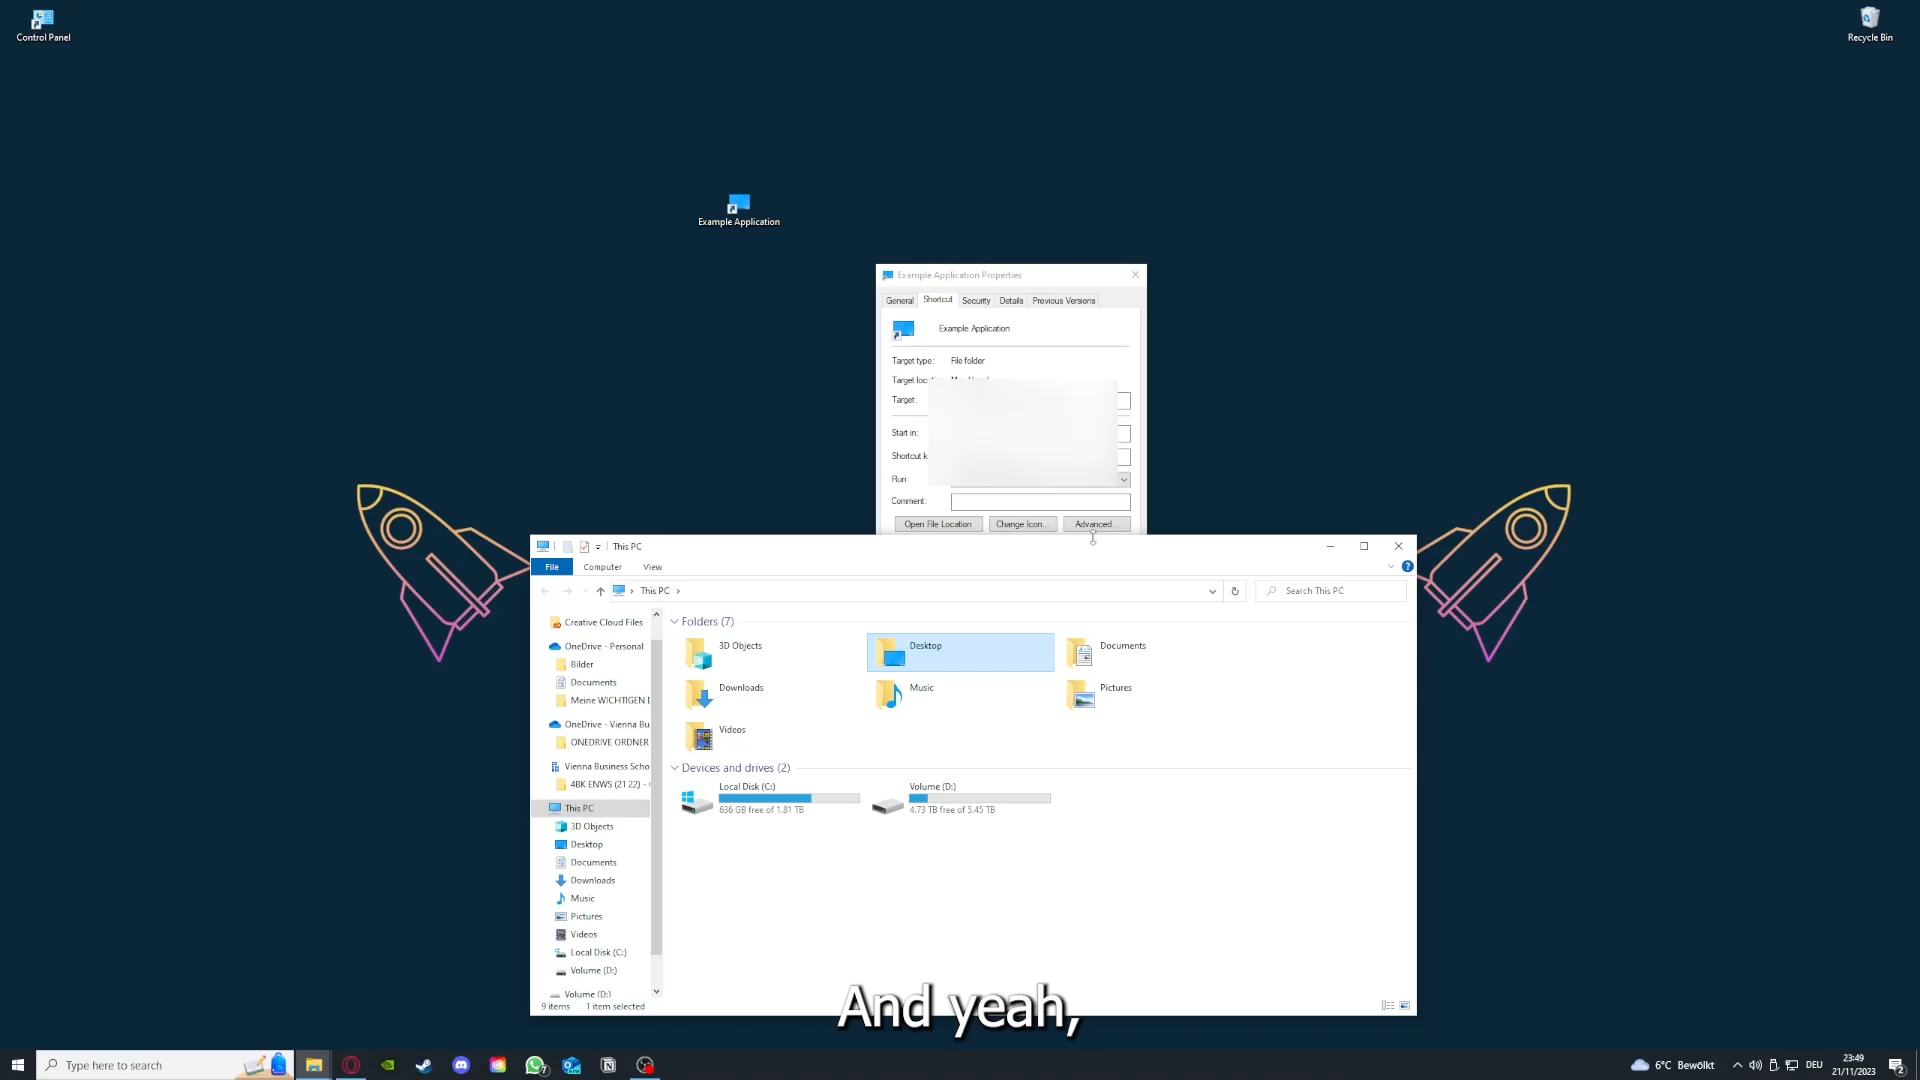 Control Panel
Recycle Bin
Example Application
Example Application Properties
General Shortcut Security Details Previous Versions
Example Application
Target type: File folder
Target
Target:
Start in:
Shortcut
Run:
Comment:
Open File Location Change Icon... Advanced...
This PC
File Computer View
This PC
Search This PC
Creative Cloud Files
OneDrive - Personal
Bilder
Documents
Meine WICHTIGEN
OneDrive - Vienna Bu
ONEDRIVE ORDNER
Vienna Business Scho
4BK ENWS (21 22) -
This PC
3D Objects
Desktop
Documents
Downloads
Music
Pictures
Videos
Local Disk (C:)
Volume (D:)
Volume (D:)
Folders (7)
3D Objects
Desktop
Documents
Downloads
Music
Pictures
Videos
Devices and drives (2)
Local Disk (C:)
636 GB free of 1.81 TB
Volume (D:)
4.73 TB free of 5.45 TB
9 items 1 item selected
And yeah,
Type here to search
7
6°C Bewölkt
DEU
23:49
21/11/2023
2